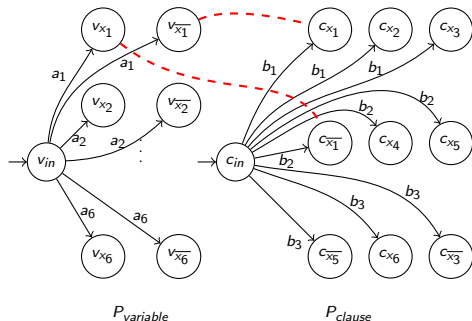 v_{x_1} v_{\overline{x_1}} c_{x_1} c_{x_2} c_{x_3}
a_1 a_1 b_1 b_1 b_1
v_{x_2} v_{\overline{x_2}} b_2 b_2
a_2 a_2 c_{\overline{x_1}} c_{x_4} c_{x_5}
⋮
v_{in} c_{in} b_2
a_6 a_6 b_3 b_3 b_3
v_{x_6} v_{\overline{x_6}} c_{\overline{x_5}} c_{x_6} c_{\overline{x_3}}
P_{variable} P_{clause}